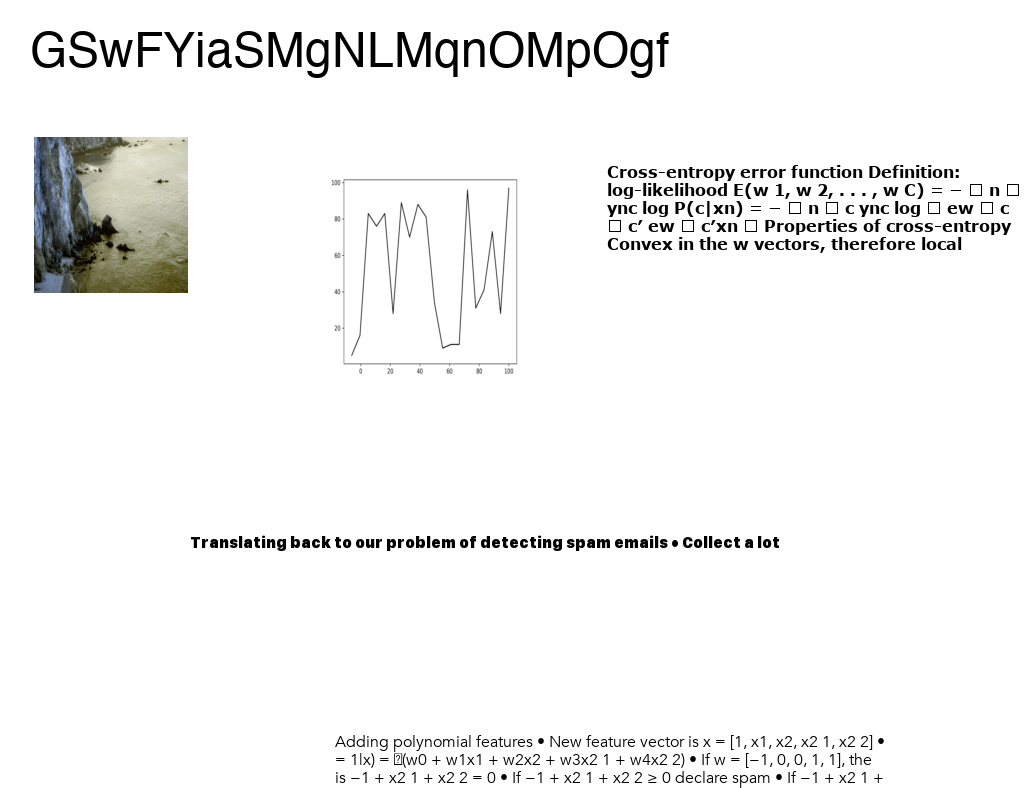 GSwFYiaSMgNLMqnOMpOgf
100
80
60
40
20
0 20 40 60 80 100
Cross-entropy error function Definition:
log-likelihood E(w 1, w 2, . . . , w C) = − □ n □
ync log P(c|xn) = − □ n □ c ync log □ ew □ c
□ c′ ew □ c′xn □ Properties of cross-entropy
Convex in the w vectors, therefore local
Translating back to our problem of detecting spam emails • Collect a lot
Adding polynomial features • New feature vector is x = [1, x1, x2, x2 1, x2 2] •
= 1|x) = (w0 + w1x1 + w2x2 + w3x2 1 + w4x2 2) • If w = [−1, 0, 0, 1, 1], the
is −1 + x2 1 + x2 2 = 0 • If −1 + x2 1 + x2 2 ≥ 0 declare spam • If −1 + x2 1 +